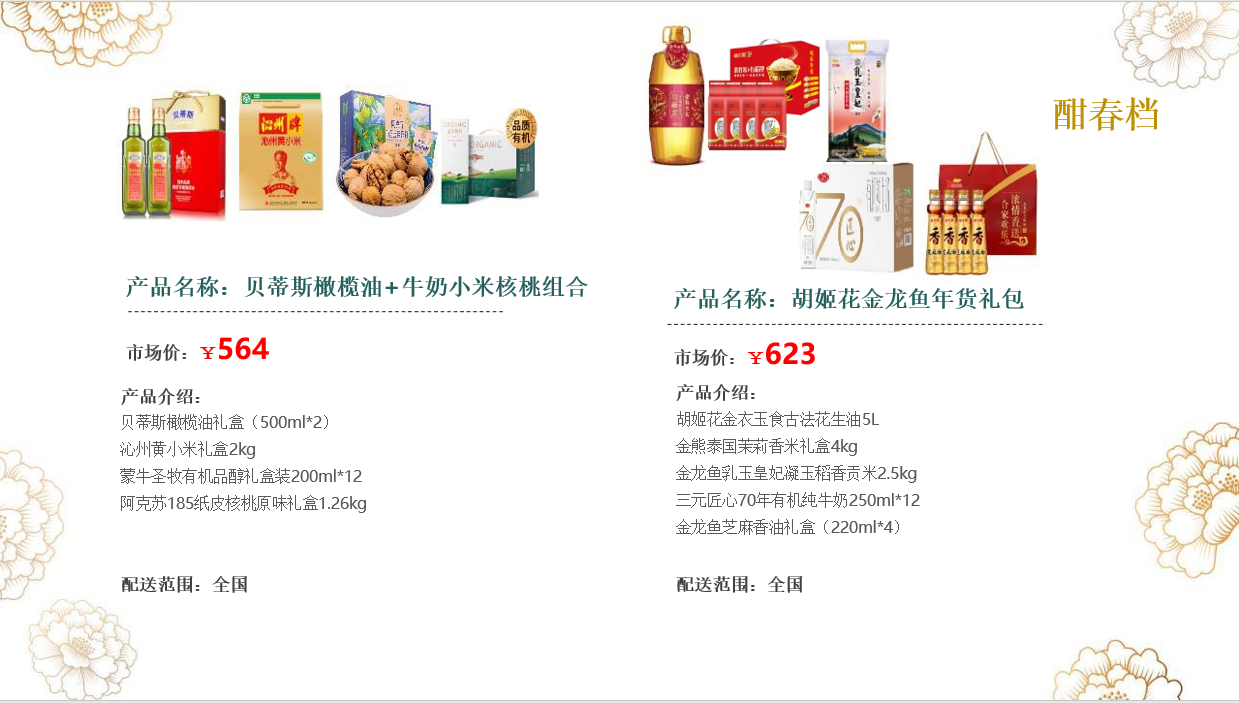 酣春档
贝蒂斯
沁州 牌
沁州黄小米
ORGANIC
ORGANIC
品质
有机
乳玉皇妃
70
70
匠心
香
香
香
香
浓情香送
合家欢乐
产品名称：贝蒂斯橄榄油+牛奶小米核桃组合
市场价：￥564
产品介绍：
贝蒂斯橄榄油礼盒（500ml*2）
沁州黄小米礼盒2kg
蒙牛圣牧有机品醇礼盒装200ml*12
阿克苏185纸皮核桃原味礼盒1.26kg
配送范围：全国
产品名称：胡姬花金龙鱼年货礼包
市场价：￥623
产品介绍：
胡姬花金衣玉食古法花生油5L
金熊泰国茉莉香米礼盒4kg
金龙鱼乳玉皇妃凝玉稻香贡米2.5kg
三元匠心70年有机纯牛奶250ml*12
金龙鱼芝麻香油礼盒（220ml*4）
配送范围：全国